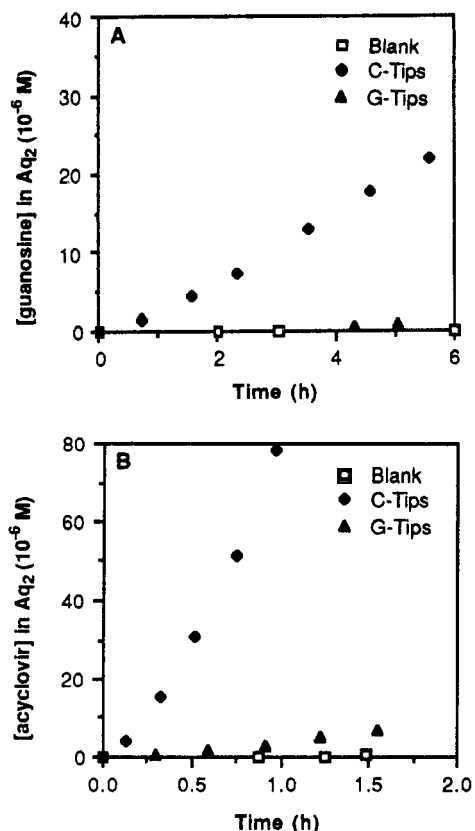 A
Blank
C-Tips
G-Tips
[guanosine] in Aq₂ (10⁻⁶ M)
40
30
20
10
0
0 2 4 6
Time (h)
B
Blank
C-Tips
G-Tips
[acyclovir] in Aq₂ (10⁻⁶ M)
80
60
40
20
0
0.0 0.5 1.0 1.5 2.0
Time (h)